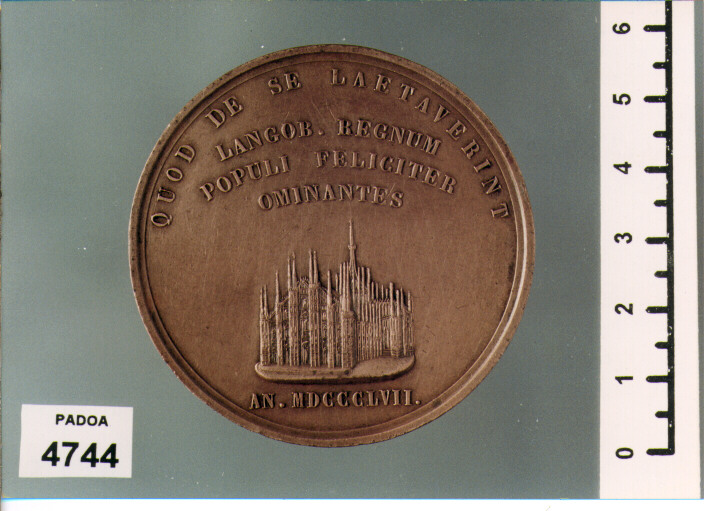 QUOD DE SE LAETAVERINT
LANGOB. REGNUM
POPULI FELICITER
OMINANTES
AN. MDCCCLVII.
PADOA
4744
6
5
4
3
2
1
0